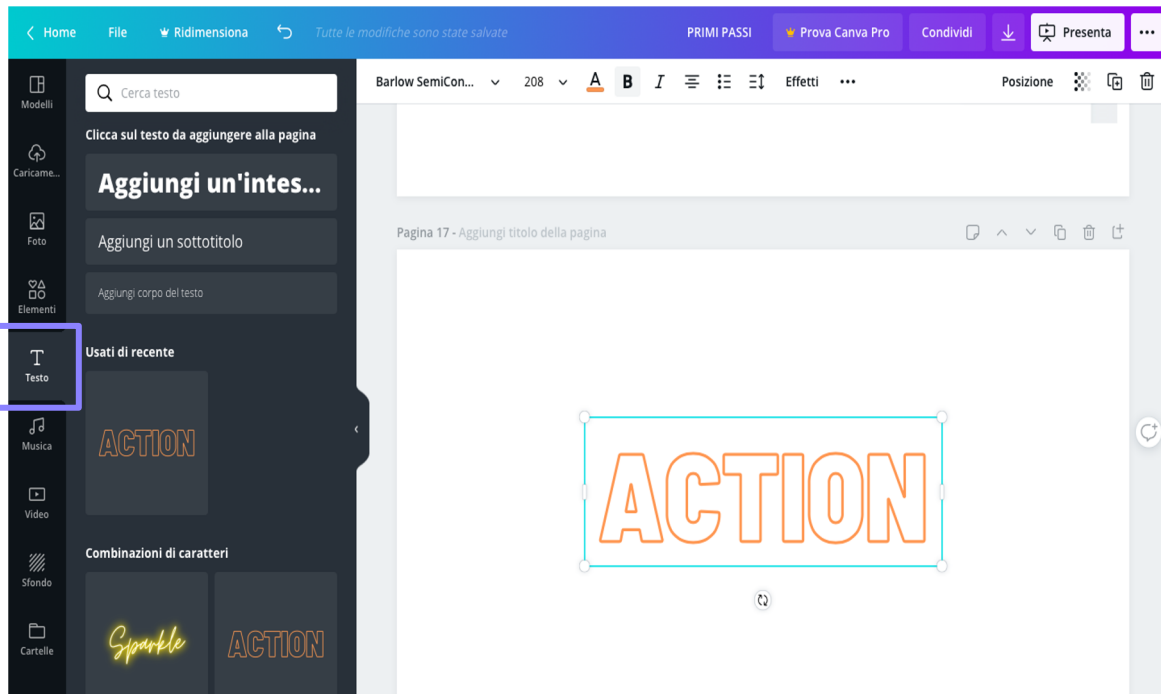 Home File Ridimensiona Tutte le modifiche sono state salvate PRIMI PASSI Prova Canva Pro Condividi Presenta
Barlow SemiCon... 208 A B I Effetti Posizione
Modelli
Caricame...
Foto
Elementi
Testo
Musica
Video
Sfondo
Cartelle
Cerca testo
Clicca sul testo da aggiungere alla pagina
Aggiungi un'intes...
Aggiungi un sottotitolo
Aggiungi corpo del testo
Usati di recente
ACTION
Combinazioni di caratteri
Sparkle ACTION
Pagina 17 - Aggiungi titolo della pagina
ACTION